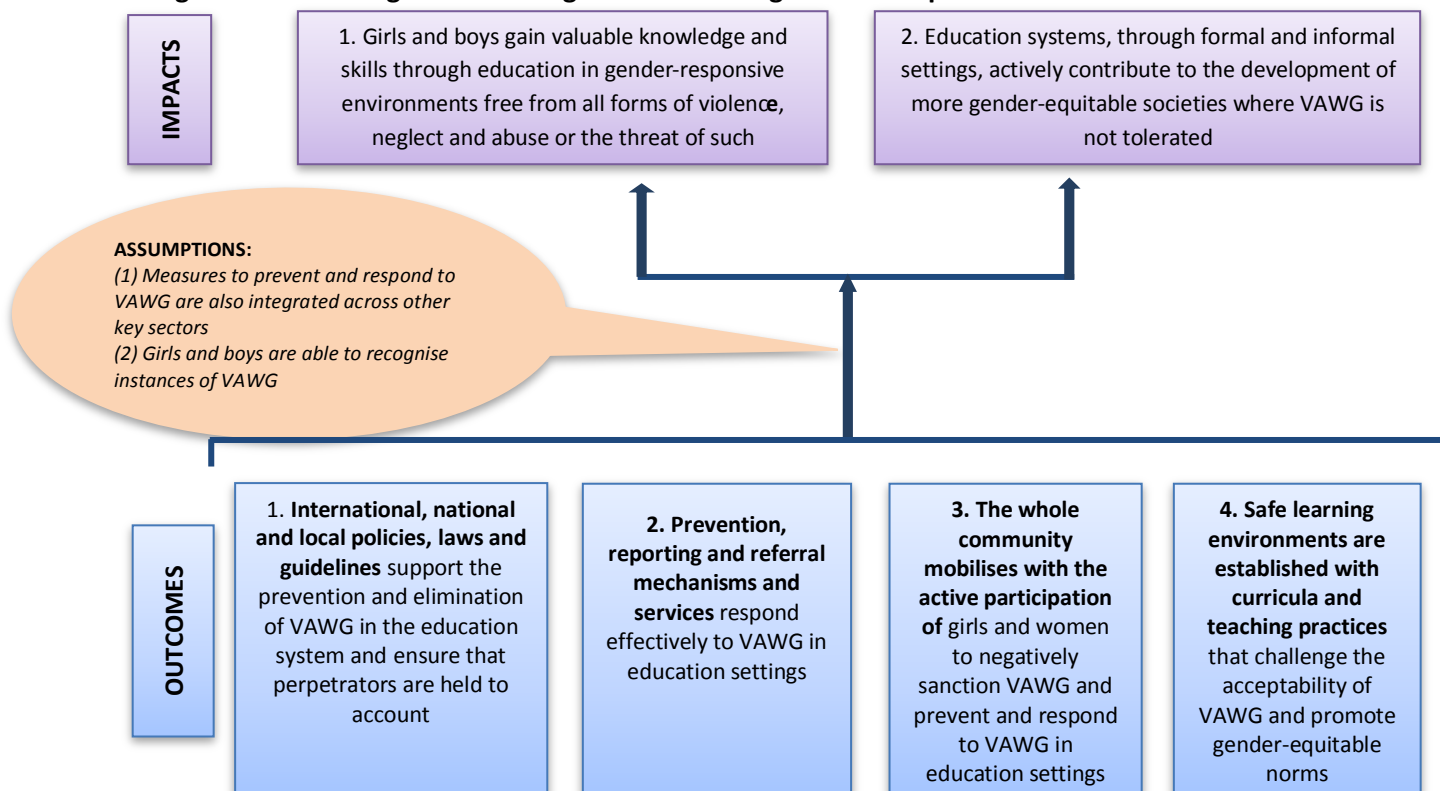 IMPACTS
1. Girls and boys gain valuable knowledge and
skills through education in gender-responsive
environments free from all forms of violence,
neglect and abuse or the threat of such
2. Education systems, through formal and informal
settings, actively contribute to the development of
more gender-equitable societies where VAWG is
not tolerated
ASSUMPTIONS:
(1) Measures to prevent and respond to
VAWG are also integrated across other
key sectors
(2) Girls and boys are able to recognise
instances of VAWG
OUTCOMES
1. International, national
and local policies, laws and
guidelines support the
prevention and elimination
of VAWG in the education
system and ensure that
perpetrators are held to
account
2. Prevention,
reporting and referral
mechanisms and
services respond
effectively to VAWG in
education settings
3. The whole
community
mobilises with the
active participation
of girls and women
to negatively
sanction VAWG and
prevent and respond
to VAWG in
education settings
4. Safe learning
environments are
established with
curricula and
teaching practices
that challenge the
acceptability of
VAWG and promote
gender-equitable
norms